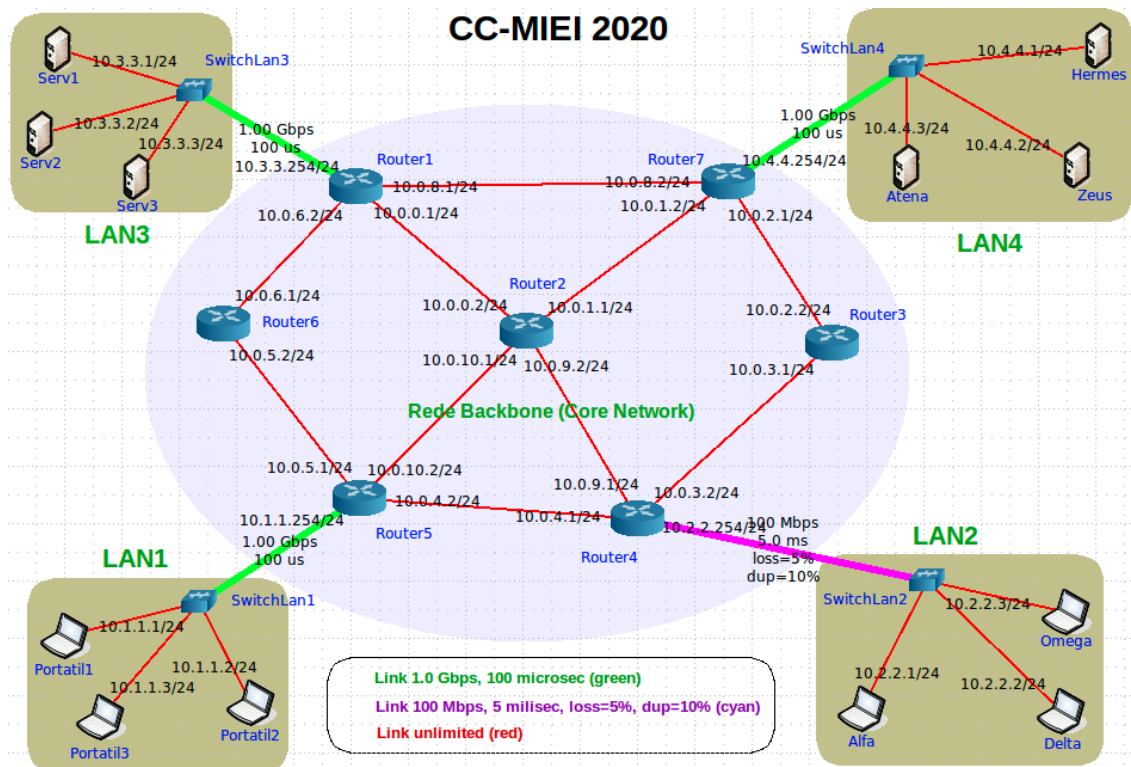 CC-MIEI 2020
SwitchLan3
10.3.3.1/24
Serv1
10.3.3.2/24
Serv2
10.3.3.3/24
Serv3
LAN3
1.00 Gbps
100 us
10.3.3.254/24
Router1
10.0.8.1/24
10.0.6.2/24
10.0.0.1/24
SwitchLan4
10.4.4.1/24
Hermes
10.4.4.3/24
10.4.4.2/24
Atena
Zeus
LAN4
1.00 Gbps
100 us
10.4.4.254/24
Router7
10.0.8.2/24
10.0.1.2/24
10.0.2.1/24
10.0.6.1/24
Router6
10.0.5.2/24
Router2
10.0.0.2/24
10.0.1.1/24
10.0.10.1/24
10.0.9.2/24
10.0.2.2/24
Router3
10.0.3.1/24
Rede Backbone (Core Network)
10.0.5.1/24
10.0.10.2/24
10.0.4.2/24
10.1.1.254/24
Router5
10.0.9.1/24
10.0.3.2/24
10.0.4.1/24
10.2.2.254/24
Router4
100 Mbps
5.0 ms
loss=5%
dup=10%
LAN1
1.00 Gbps
100 us
SwitchLan1
10.1.1.1/24
Portatil1
10.1.1.2/24
10.1.1.3/24
Portatil2
Portatil3
LAN2
SwitchLan2
10.2.2.3/24
Omega
10.2.2.1/24
10.2.2.2/24
Alfa
Delta
Link 1.0 Gbps, 100 microsec (green)
Link 100 Mbps, 5 milisec, loss=5%, dup=10% (cyan)
Link unlimited (red)